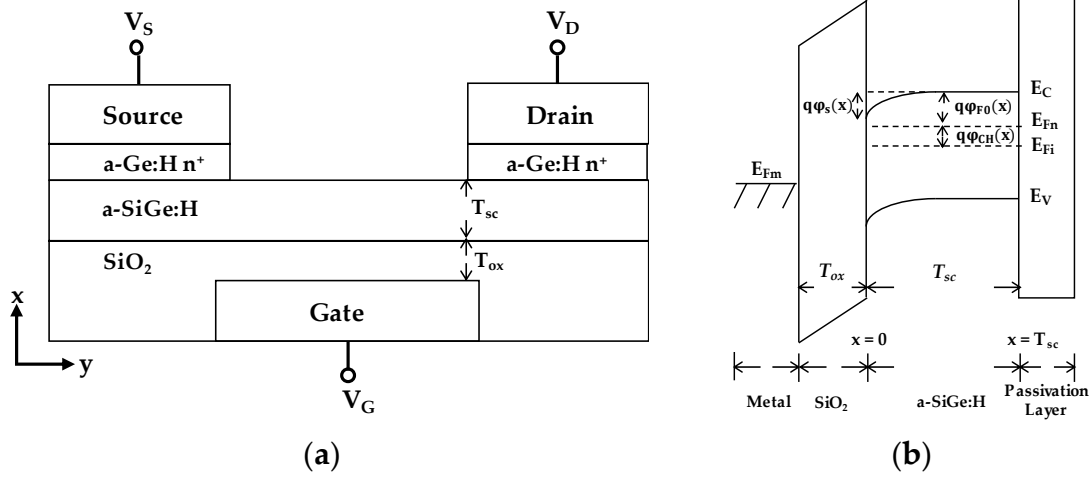 V_S
V_D
Source
Drain
a-Ge:H n⁺
a-Ge:H n⁺
a-SiGe:H
T_sc
SiO₂
T_ox
Gate
x
y
V_G
(a)
E_C
qφ_s(x)
qφ_F0(x)
E_Fn
qφ_CH(x)
E_Fi
E_Fm
E_V
T_ox
T_sc
x = 0
x = T_sc
Metal
SiO₂
a-SiGe:H
Passivation
Layer
(b)